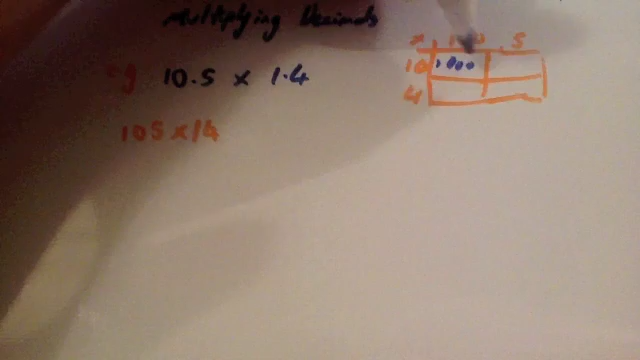 Multiplying Decimals
eg 10.5 x 1.4
105 x 14
x 100 5
10 1000
4